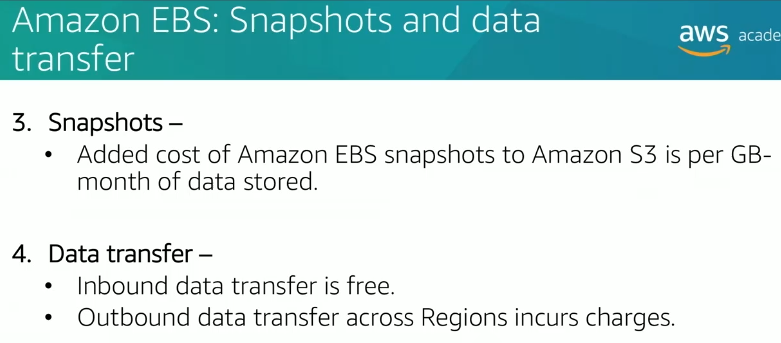 Amazon EBS: Snapshots and data
transfer
aws acade
3. Snapshots –
• Added cost of Amazon EBS snapshots to Amazon S3 is per GB-
month of data stored.
4. Data transfer –
• Inbound data transfer is free.
• Outbound data transfer across Regions incurs charges.